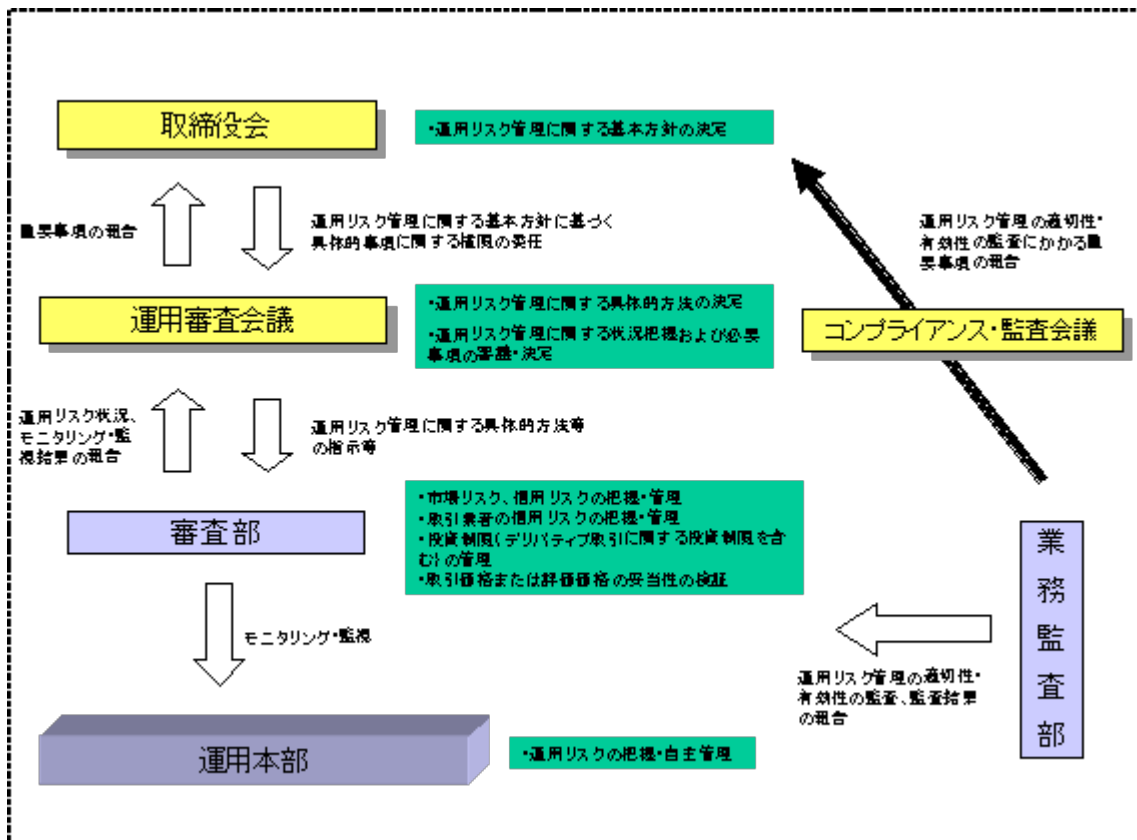 取締役会
・運用リスク管理に関する基本方針の決定
重要事項の報告
運用リスク管理に関する基本方針に基づく
具体的事項に関する権限の委任
運用リスク管理の適切性・
有効性の監査にかかる重
要事項の報告
運用審査会議
・運用リスク管理に関する具体的方法の決定
・運用リスク管理に関する状況把握および必要
事項の審議・決定
コンプライアンス・監査会議
運用リスク状況、
モニタリング・監
視結果の報告
運用リスク管理に関する具体的方法等
の指示等
審査部
・市場リスク、信用リスクの把握・管理
・取引業者の信用リスクの把握・管理
・投資制限(デリバティブ取引に関する投資制限を含
む)の管理
・取引価格または評価価格の妥当性の検証
業務監査部
モニタリング・監視
運用リスク管理の適切性・
有効性の監査、監査結果
の報告
運用本部
・運用リスクの把握・自主管理